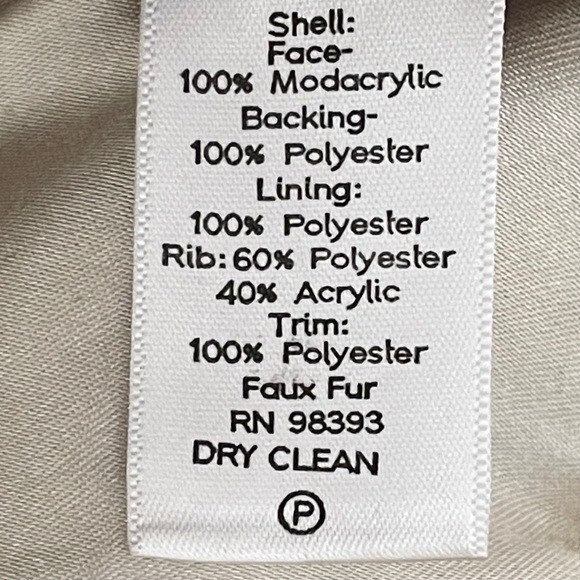 Shell:
Face-
100% Modacrylic
Backing-
100% Polyester
Lining:
100% Polyester
Rib: 60% Polyester
40% Acrylic
Trim:
100% Polyester
Faux Fur
RN 98393
DRY CLEAN
P